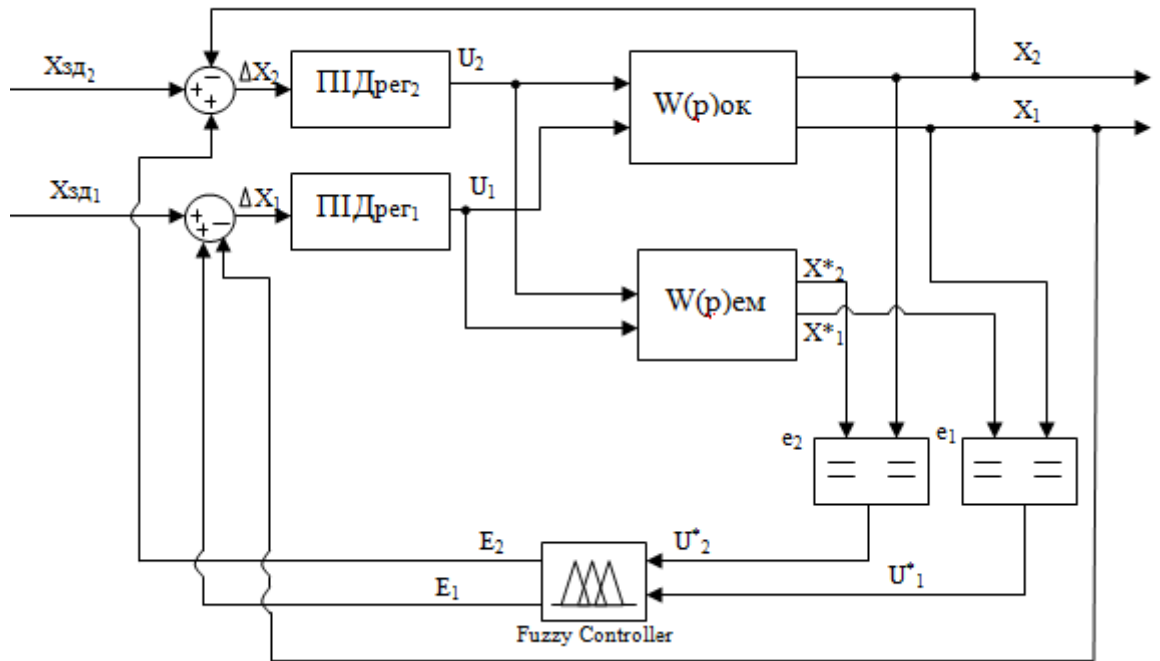 Xзд₂
−
+
+
ΔX₂
ПІДрег₂
U₂
W(р)ок
X₂
X₁
Xзд₁
+
+
−
ΔX₁
ПІДрег₁
U₁
W(р)ем
X*₂
X*₁
e₂
e₁
E₂
E₁
U*₂
U*₁
Fuzzy Controller